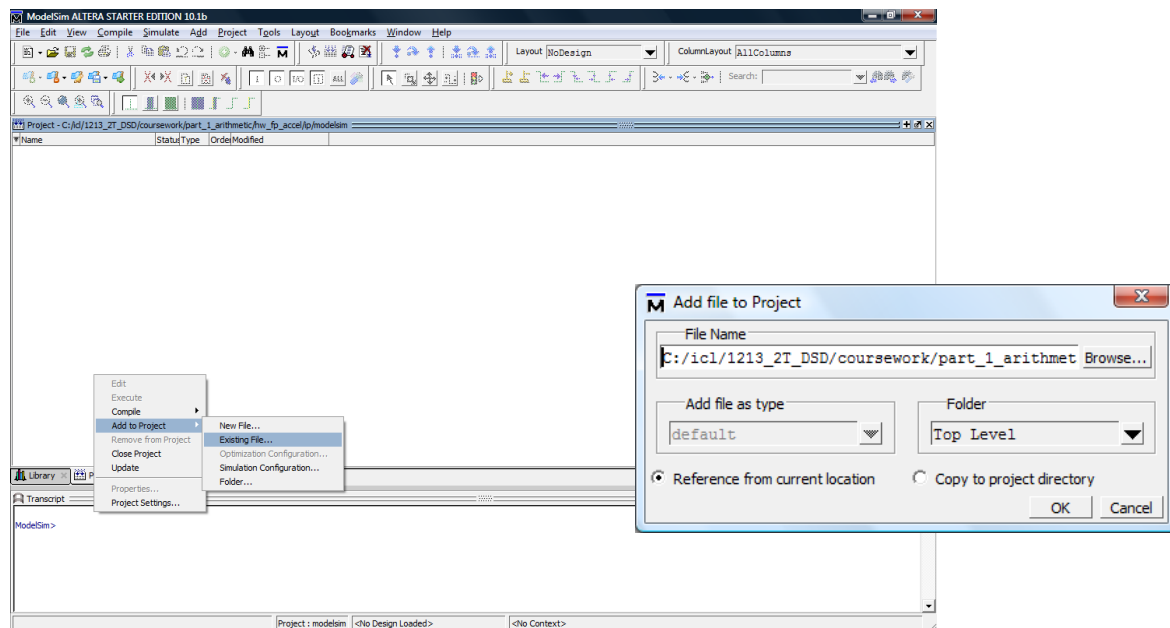 ModelSim ALTERA STARTER EDITION 10.1b
File Edit View Compile Simulate Add Project Tools Layout Bookmarks Window Help
Layout NoDesign ColumnLayout AllColumns
Search:
Project - C:/icl/1213_2T_DSD/coursework/part_1_arithmetic/hw_fp_accel/ip/modelsim
Name Status Type Order Modified
Edit
Execute
Compile
Add to Project
Remove from Project
Close Project
Update
Properties...
Project Settings...
New File...
Existing File...
Optimization Configuration...
Simulation Configuration...
Folder...
Library P
Transcript
ModelSim>
Project : modelsim <No Design Loaded> <No Context>
Add file to Project
File Name
C:/icl/1213_2T_DSD/coursework/part_1_arithmet Browse...
Add file as type Folder
default Top Level
Reference from current location Copy to project directory
OK Cancel